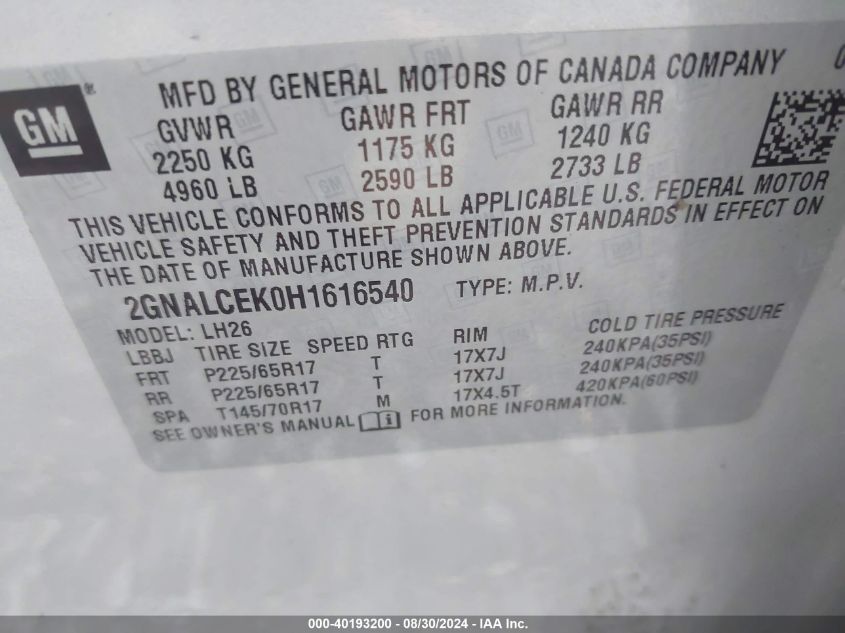 MFD BY GENERAL MOTORS OF CANADA COMPANY 0
GM ®
GVWR GAWR FRT GAWR RR
2250 KG 1175 KG 1240 KG
4960 LB 2590 LB 2733 LB
THIS VEHICLE CONFORMS TO ALL APPLICABLE U.S. FEDERAL MOTOR
VEHICLE SAFETY AND THEFT PREVENTION STANDARDS IN EFFECT ON
THE DATE OF MANUFACTURE SHOWN ABOVE.
2GNALCEK0H1616540 TYPE: M.P.V.
MODEL: LH26
LBBJ TIRE SIZE SPEED RTG RIM COLD TIRE PRESSURE
FRT P225/65R17 T 17X7J 240KPA(35PSI)
RR P225/65R17 T 17X7J 240KPA(35PSI)
SPA T145/70R17 M 17X4.5T 420KPA(60PSI)
SEE OWNER'S MANUAL FOR MORE INFORMATION.
000-40193200 - 08/30/2024 - IAA Inc.